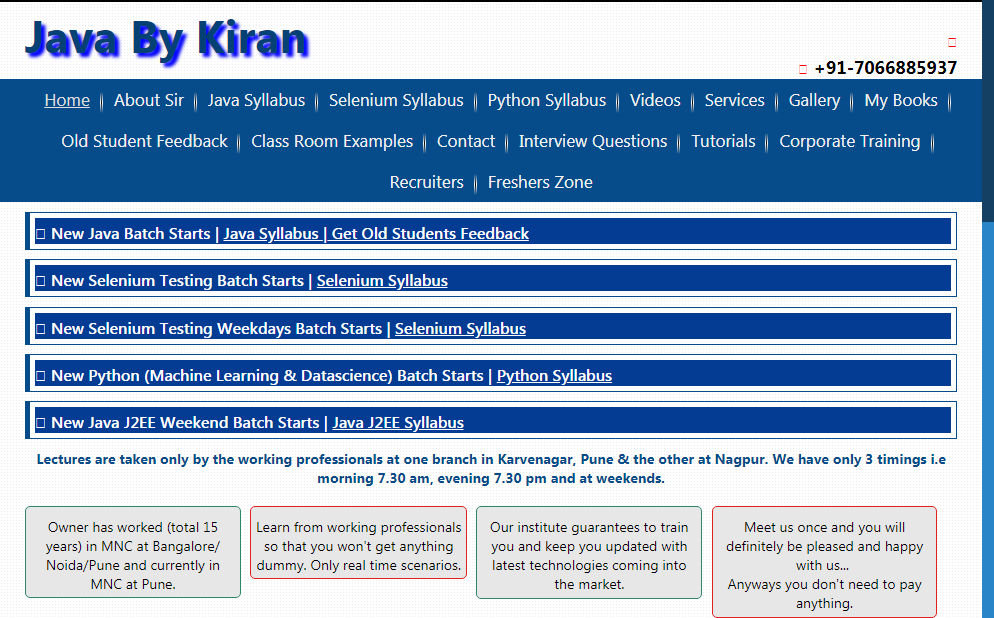 Java By Kiran
+91-7066885937
Home | About Sir | Java Syllabus | Selenium Syllabus | Python Syllabus | Videos | Services | Gallery | My Books |
Old Student Feedback | Class Room Examples | Contact | Interview Questions | Tutorials | Corporate Training |
Recruiters | Freshers Zone
New Java Batch Starts | Java Syllabus | Get Old Students Feedback
New Selenium Testing Batch Starts | Selenium Syllabus
New Selenium Testing Weekdays Batch Starts | Selenium Syllabus
New Python (Machine Learning & Datascience) Batch Starts | Python Syllabus
New Java J2EE Weekend Batch Starts | Java J2EE Syllabus
Lectures are taken only by the working professionals at one branch in Karvenagar, Pune & the other at Nagpur. We have only 3 timings i.e
morning 7.30 am, evening 7.30 pm and at weekends.
Owner has worked (total 15
years) in MNC at Bangalore/
Noida/Pune and currently in
MNC at Pune.
Learn from working professionals
so that you won't get anything
dummy. Only real time scenarios.
Our institute guarantees to train
you and keep you updated with
latest technologies coming into
the market.
Meet us once and you will
definitely be pleased and happy
with us...
Anyways you don't need to pay
anything.